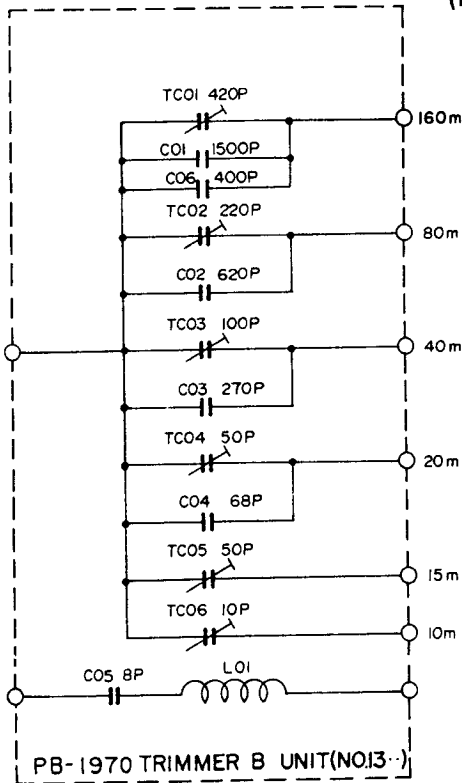 TC01 420P
160m
C01 1500P
C06 400P
TC02 220P
80m
C02 620P
TC03 100P
40m
C03 270P
TC04 50P
20m
C04 68P
TC05 50P
15m
TC06 10P
10m
C05 8P
L01
PB-1970 TRIMMER B UNIT(NO.13··)